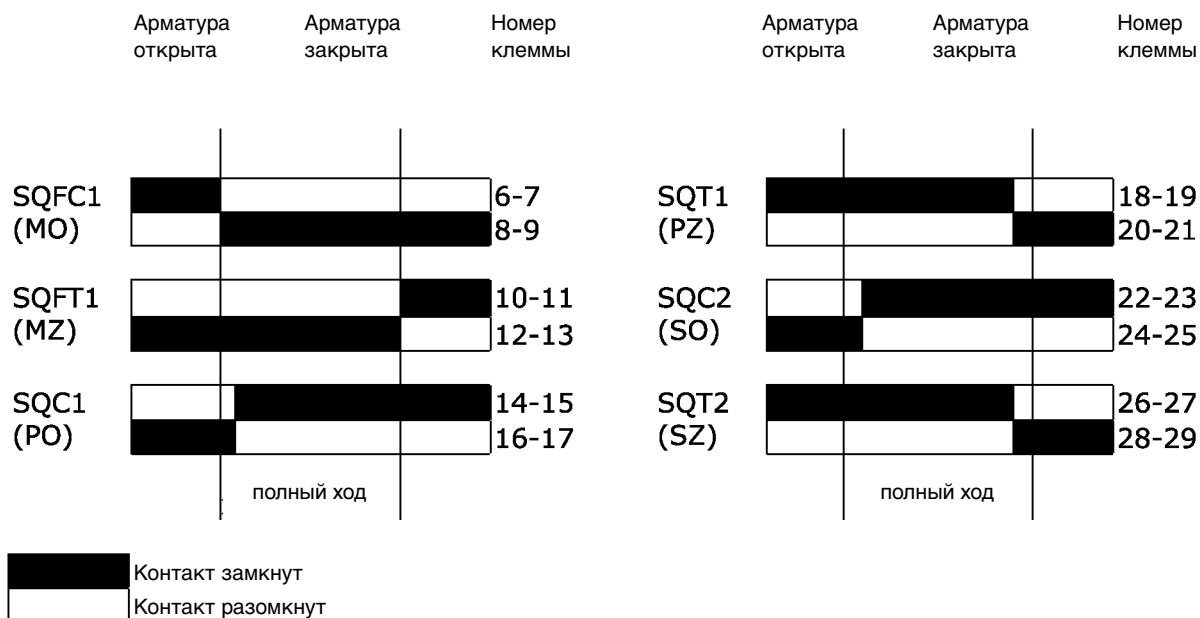 Арматура открыта
Арматура закрыта
Номер клеммы
SQFC1 (MO)
6-7
8-9
SQFT1 (MZ)
10-11
12-13
SQC1 (PO)
14-15
16-17
полный ход
Арматура открыта
Арматура закрыта
Номер клеммы
SQT1 (PZ)
18-19
20-21
SQC2 (SO)
22-23
24-25
SQT2 (SZ)
26-27
28-29
полный ход
Контакт замкнут
Контакт разомкнут